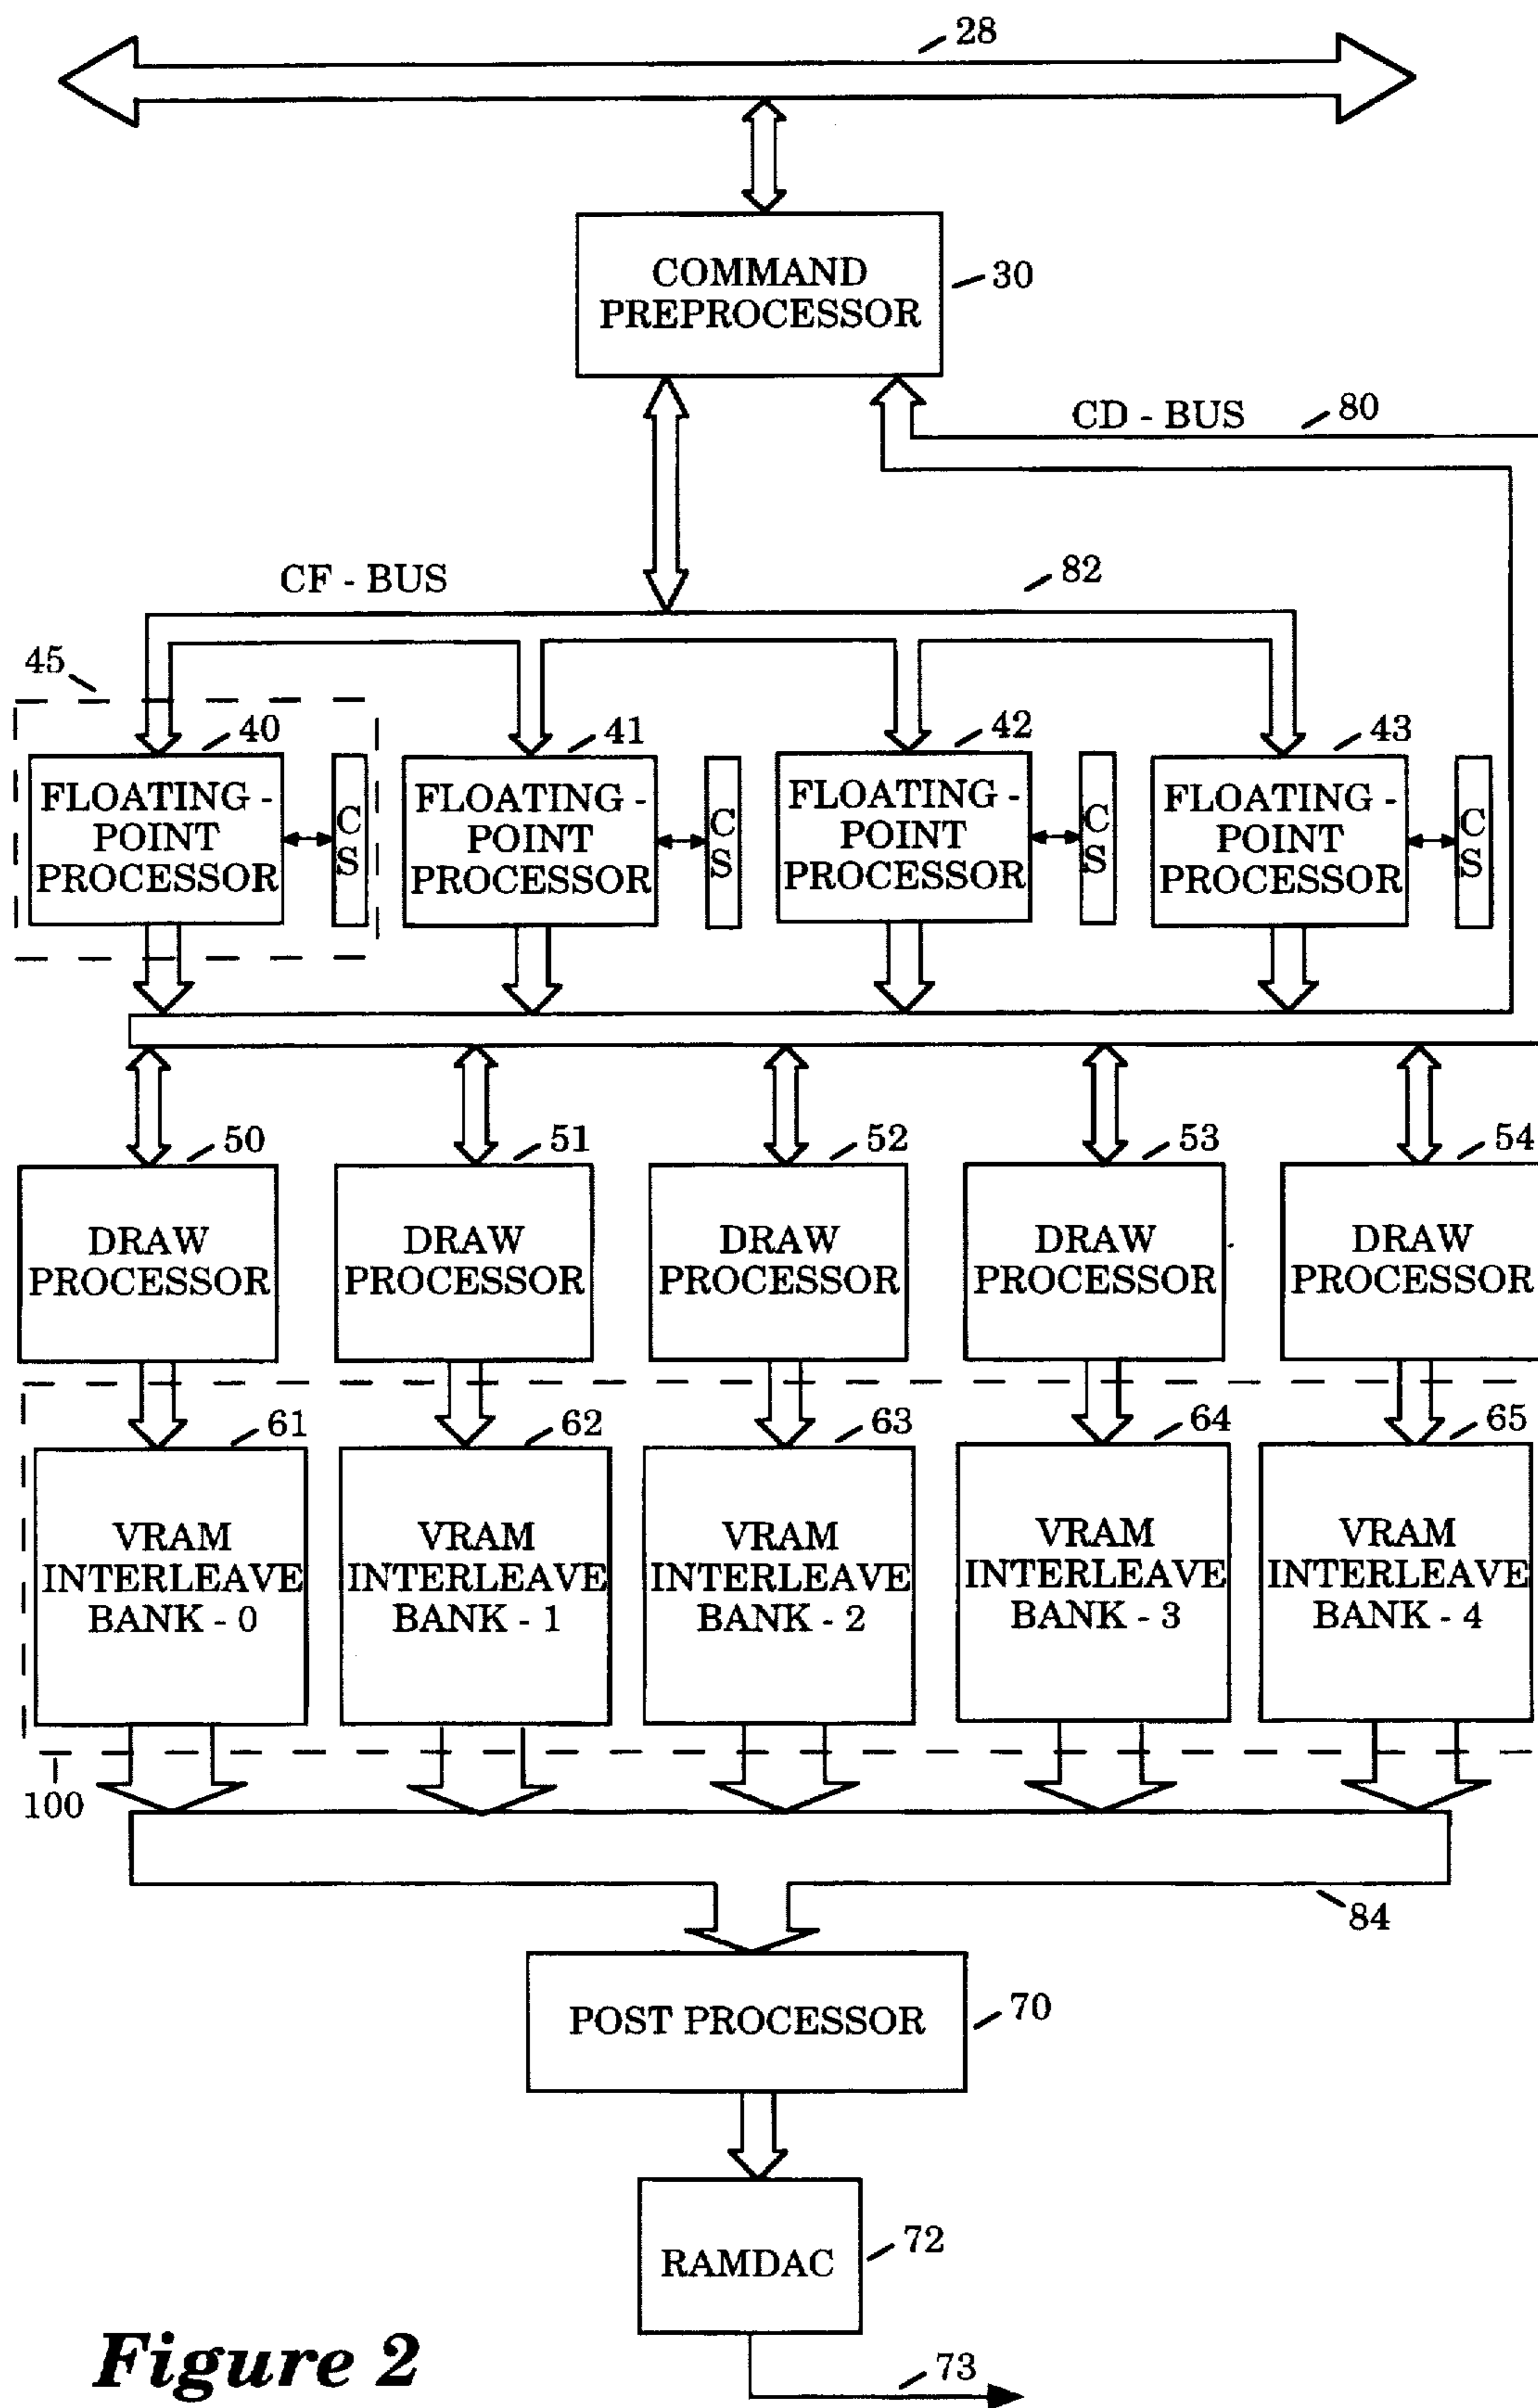 28
COMMAND
PREPROCESSOR
30
CD - BUS
80
CF - BUS
82
45
40
41
42
43
FLOATING -
POINT
PROCESSOR
C
S
FLOATING -
POINT
PROCESSOR
C
S
FLOATING -
POINT
PROCESSOR
C
S
FLOATING -
POINT
PROCESSOR
C
S
50
51
52
53
54
DRAW
PROCESSOR
DRAW
PROCESSOR
DRAW
PROCESSOR
DRAW
PROCESSOR
DRAW
PROCESSOR
61
62
63
64
65
VRAM
INTERLEAVE
BANK - 0
VRAM
INTERLEAVE
BANK - 1
VRAM
INTERLEAVE
BANK - 2
VRAM
INTERLEAVE
BANK - 3
VRAM
INTERLEAVE
BANK - 4
100
84
POST PROCESSOR
70
RAMDAC
72
73
Figure 2